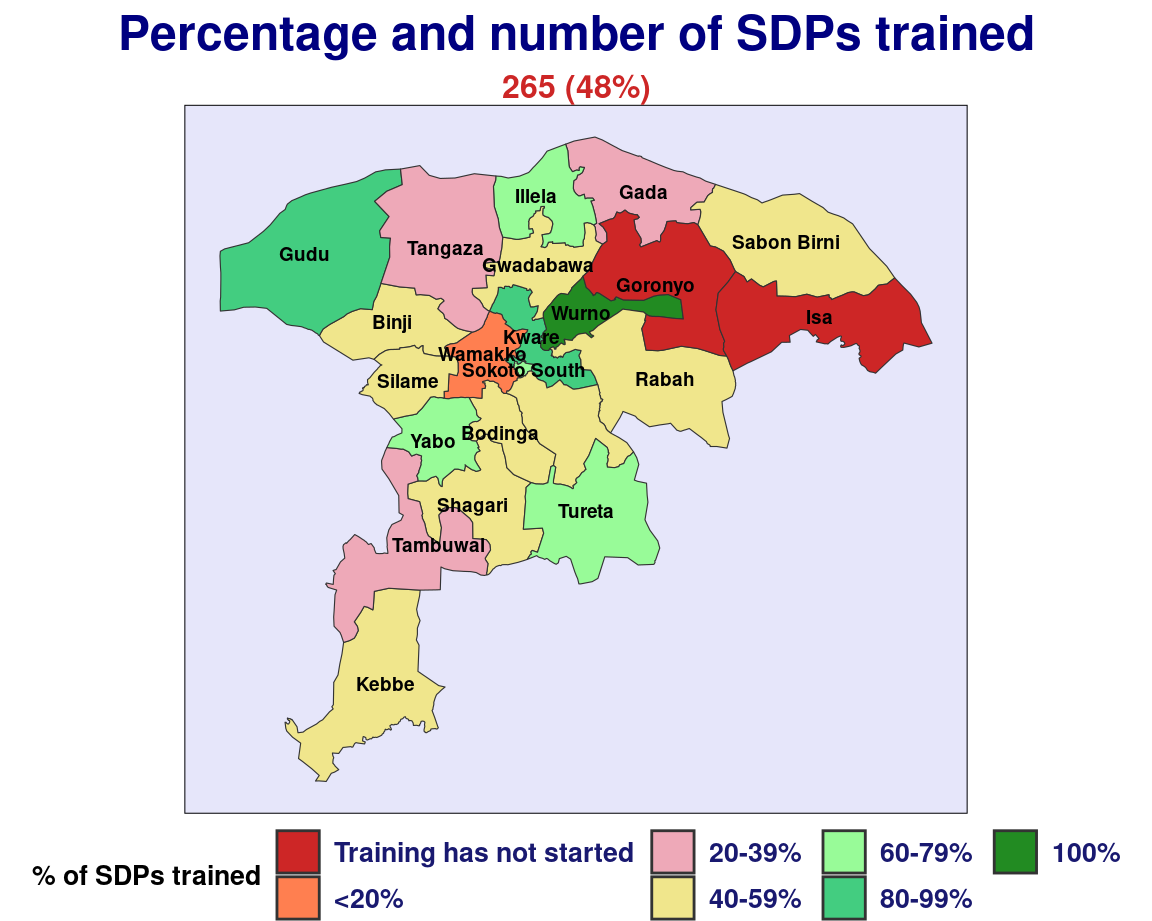 Percentage and number of SDPs trained
265 (48%)
Illela
Gada
Gudu
Tangaza
Sabon Birni
Gwadabawa
Goronyo
Binji
Wurno
Isa
Kware
Wamakko
Sokoto South
Silame
Rabah
Yabo
Bodinga
Shagari
Tureta
Tambuwal
Kebbe
% of SDPs trained
Training has not started
<20%
20-39%
40-59%
60-79%
80-99%
100%